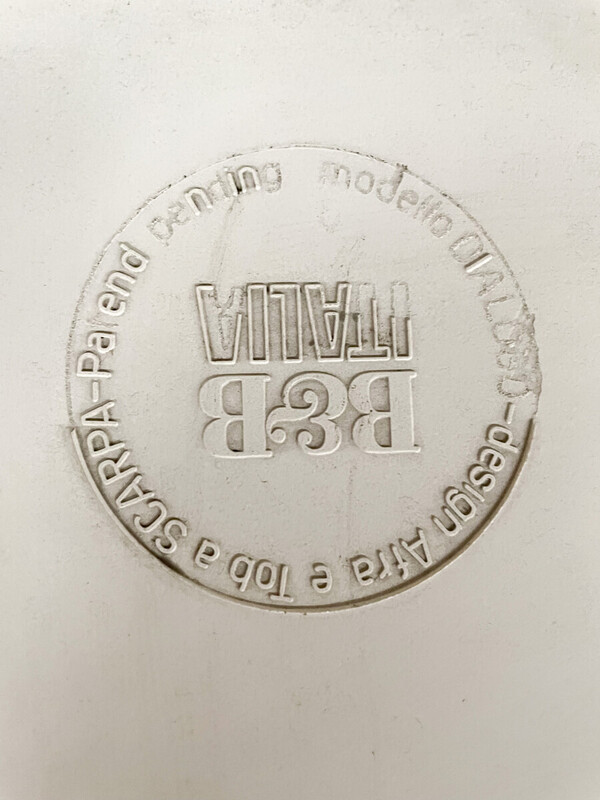 B&B
ITALIA
modello DIALOGO-design Afra e Tobia SCARPA-Patend pending